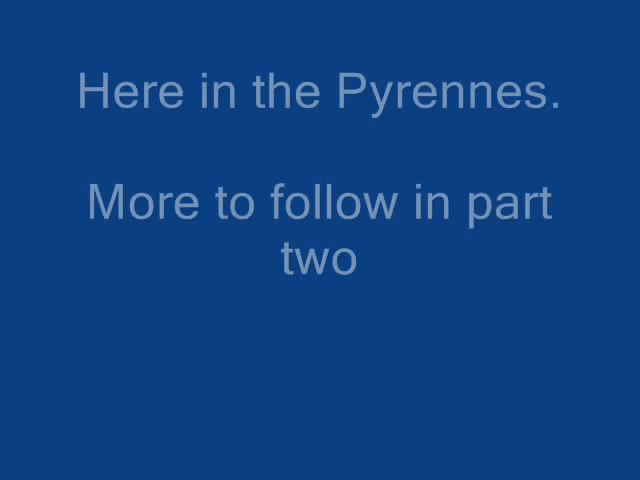 Here in the Pyrennes.
More to follow in part
two